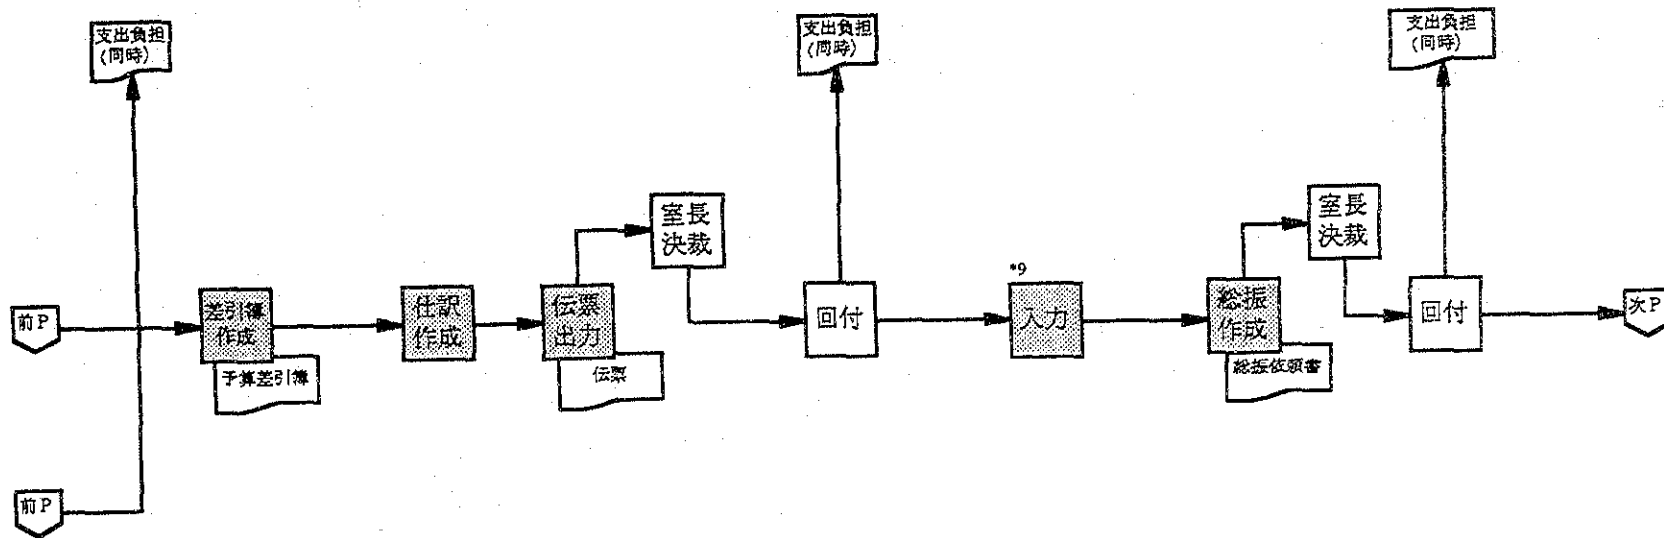 支出負担
(同時)
支出負担
(同時)
支出負担
(同時)
室長
決裁
室長
決裁
*9
前P
差引簿
作成
仕訳
作成
伝票
出力
回付
入力
総振
作成
回付
次P
予算差引簿
伝票
総振依頼書
前P